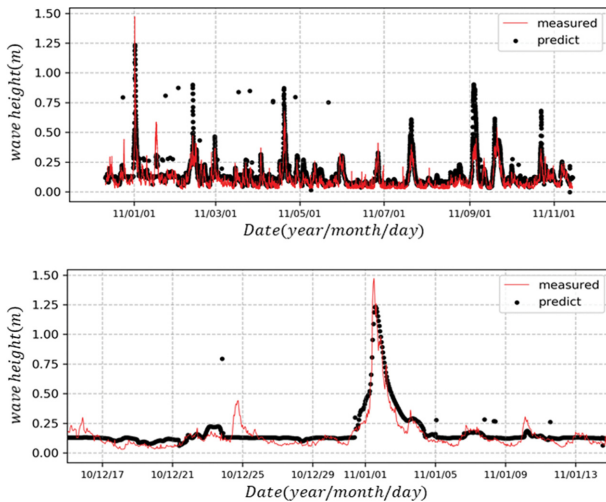 1.50
1.25
1.00
0.75
0.50
0.25
0.00
wave height(m)
measured
predict
11/01/01 11/03/01 11/05/01 11/07/01 11/09/01 11/11/01
Date(year/month/day)
1.50
1.25
1.00
0.75
0.50
0.25
0.00
wave height(m)
measured
predict
10/12/17 10/12/21 10/12/25 10/12/29 11/01/01 11/01/05 11/01/09 11/01/14
Date(year/month/day)